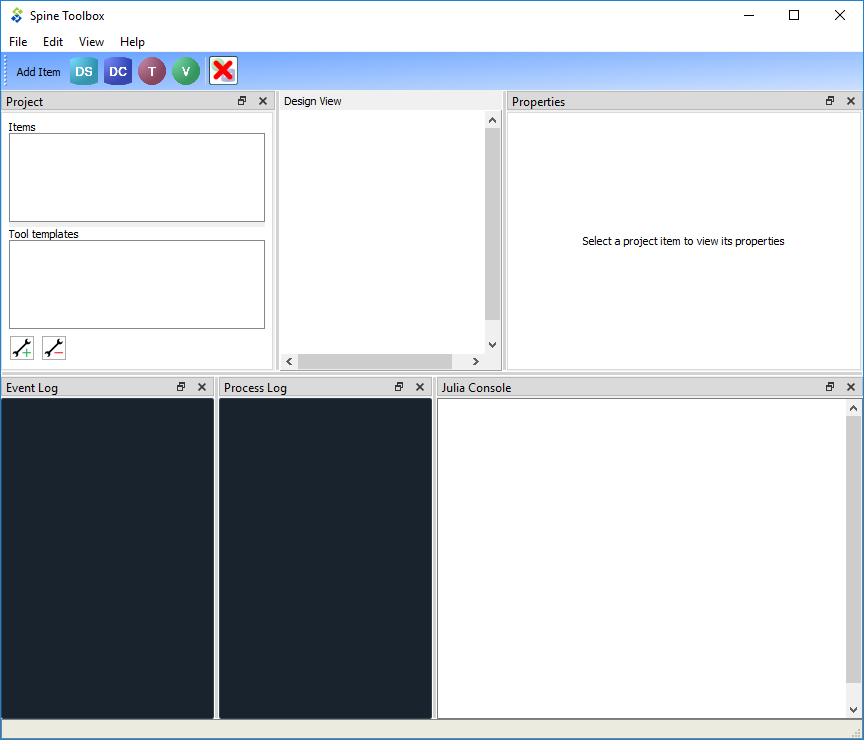 Spine Toolbox
File Edit View Help
Add Item DS DC T V
Project
Design View
Properties
Items
Tool templates
Select a project item to view its properties
Event Log
Process Log
Julia Console